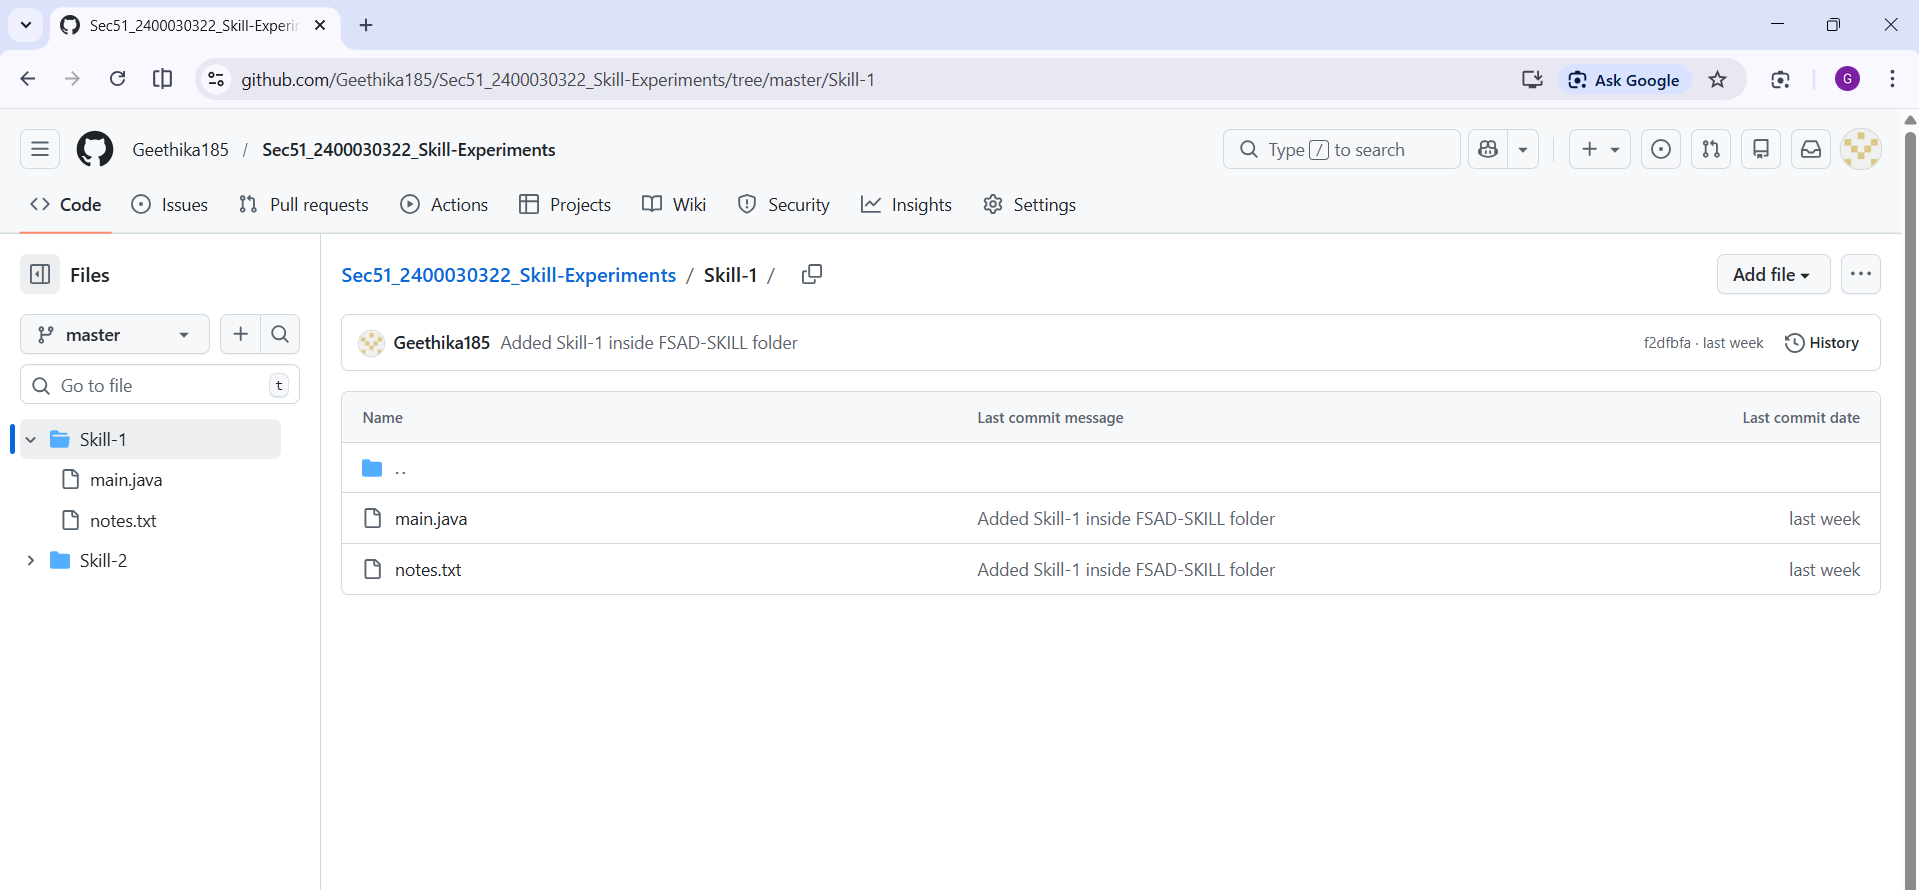 Sec51_2400030322_Skill-Experi
github.com/Geethika185/Sec51_2400030322_Skill-Experiments/tree/master/Skill-1
Ask Google
G
Geethika185 / Sec51_2400030322_Skill-Experiments
Type / to search
Code
Issues
Pull requests
Actions
Projects
Wiki
Security
Insights
Settings
Files
master
Go to file
t
Skill-1
main.java
notes.txt
Skill-2
Sec51_2400030322_Skill-Experiments / Skill-1 /
Add file
Geethika185 Added Skill-1 inside FSAD-SKILL folder
f2dfbfa · last week
History
Name Last commit message Last commit date
..
main.java Added Skill-1 inside FSAD-SKILL folder last week
notes.txt Added Skill-1 inside FSAD-SKILL folder last week